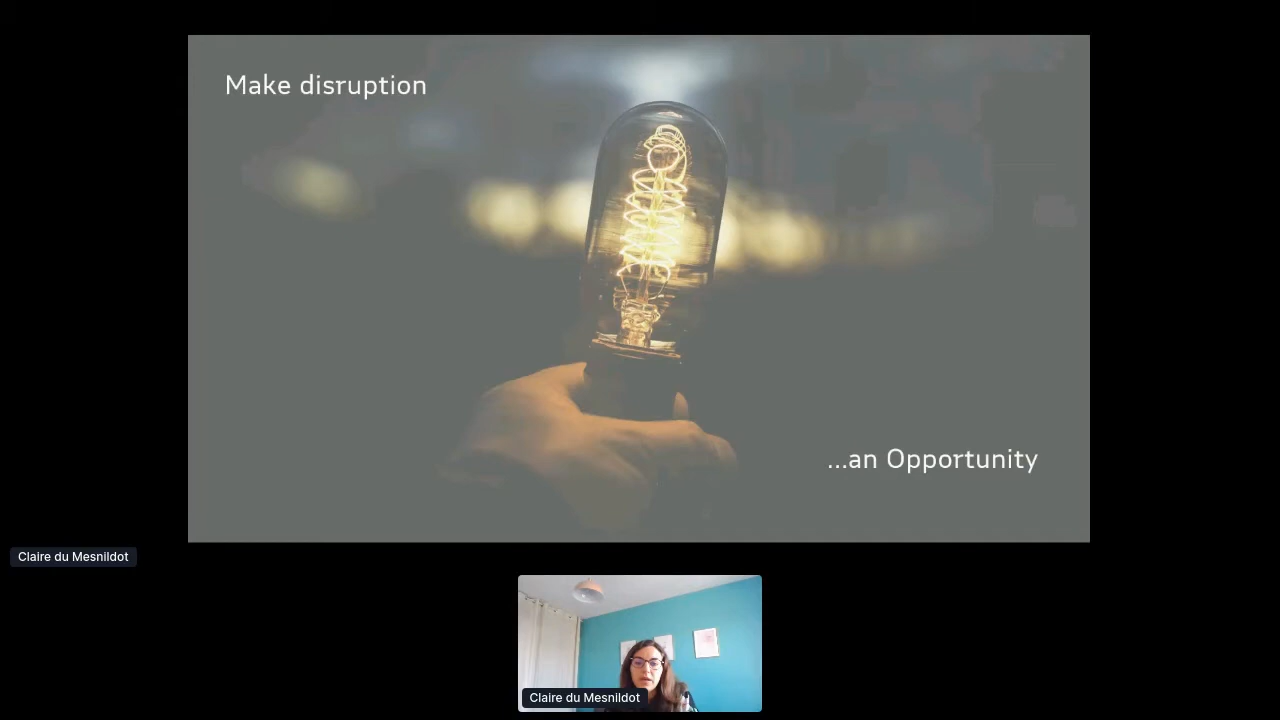 Make disruption
...an Opportunity
Claire du Mesnildot
Claire du Mesnildot